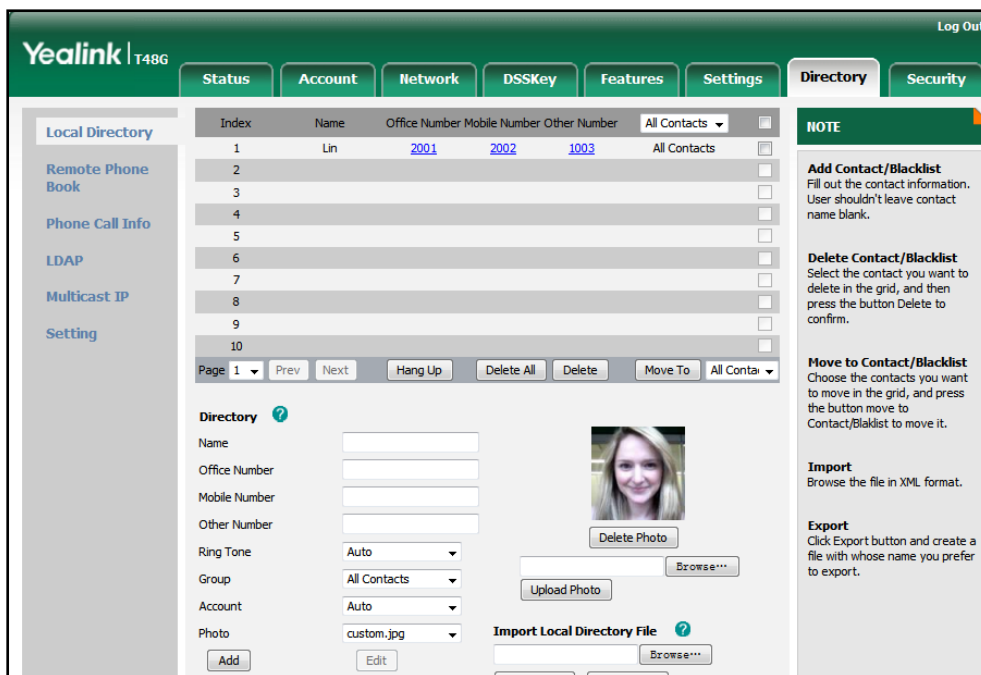 Log Out
Yealink T48G
Status Account Network DSSKey Features Settings Directory Security
Local Directory
Remote Phone
Book
Phone Call Info
LDAP
Multicast IP
Setting
Index Name Office Number Mobile Number Other Number All Contacts
1 Lin 2001 2002 1003 All Contacts
2
3
4
5
6
7
8
9
10
Page 1 Prev Next Hang Up Delete All Delete Move To All Conta
Directory ?
Name
Office Number
Mobile Number
Other Number
Ring Tone Auto
Group All Contacts
Account Auto
Photo custom.jpg
Add Edit
Delete Photo
Browse...
Upload Photo
Import Local Directory File ?
Browse...
NOTE
Add Contact/Blacklist
Fill out the contact information.
User shouldn't leave contact
name blank.
Delete Contact/Blacklist
Select the contact you want to
delete in the grid, and then
press the button Delete to
confirm.
Move to Contact/Blacklist
Choose the contacts you want
to move in the grid, and press
the button move to
Contact/Blaklist to move it.
Import
Browse the file in XML format.
Export
Click Export button and create a
file with whose name you prefer
to export.